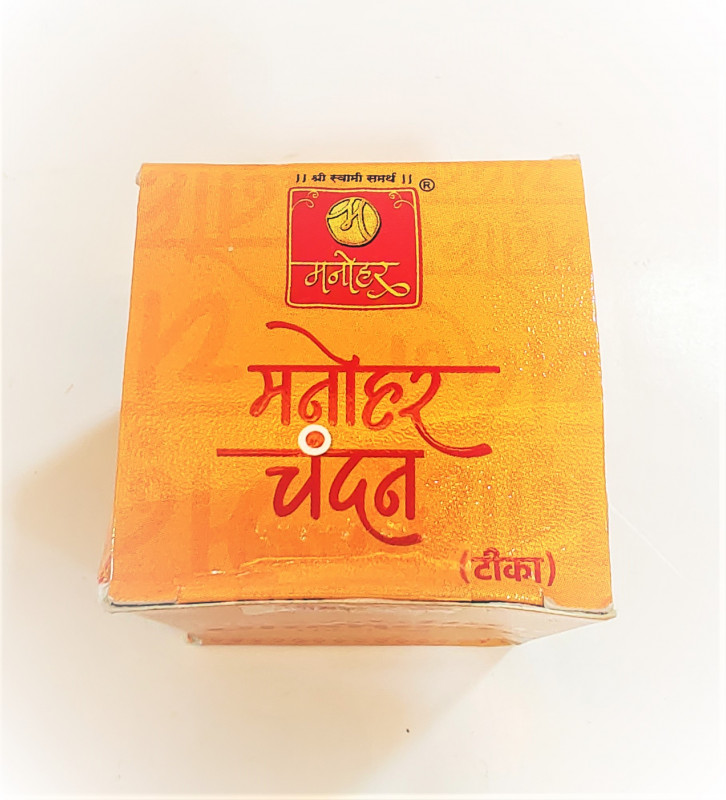 ।। श्री स्वामी समर्थ ।। ®
म
मनोहर
मनोहर
चंदन
(टीका)